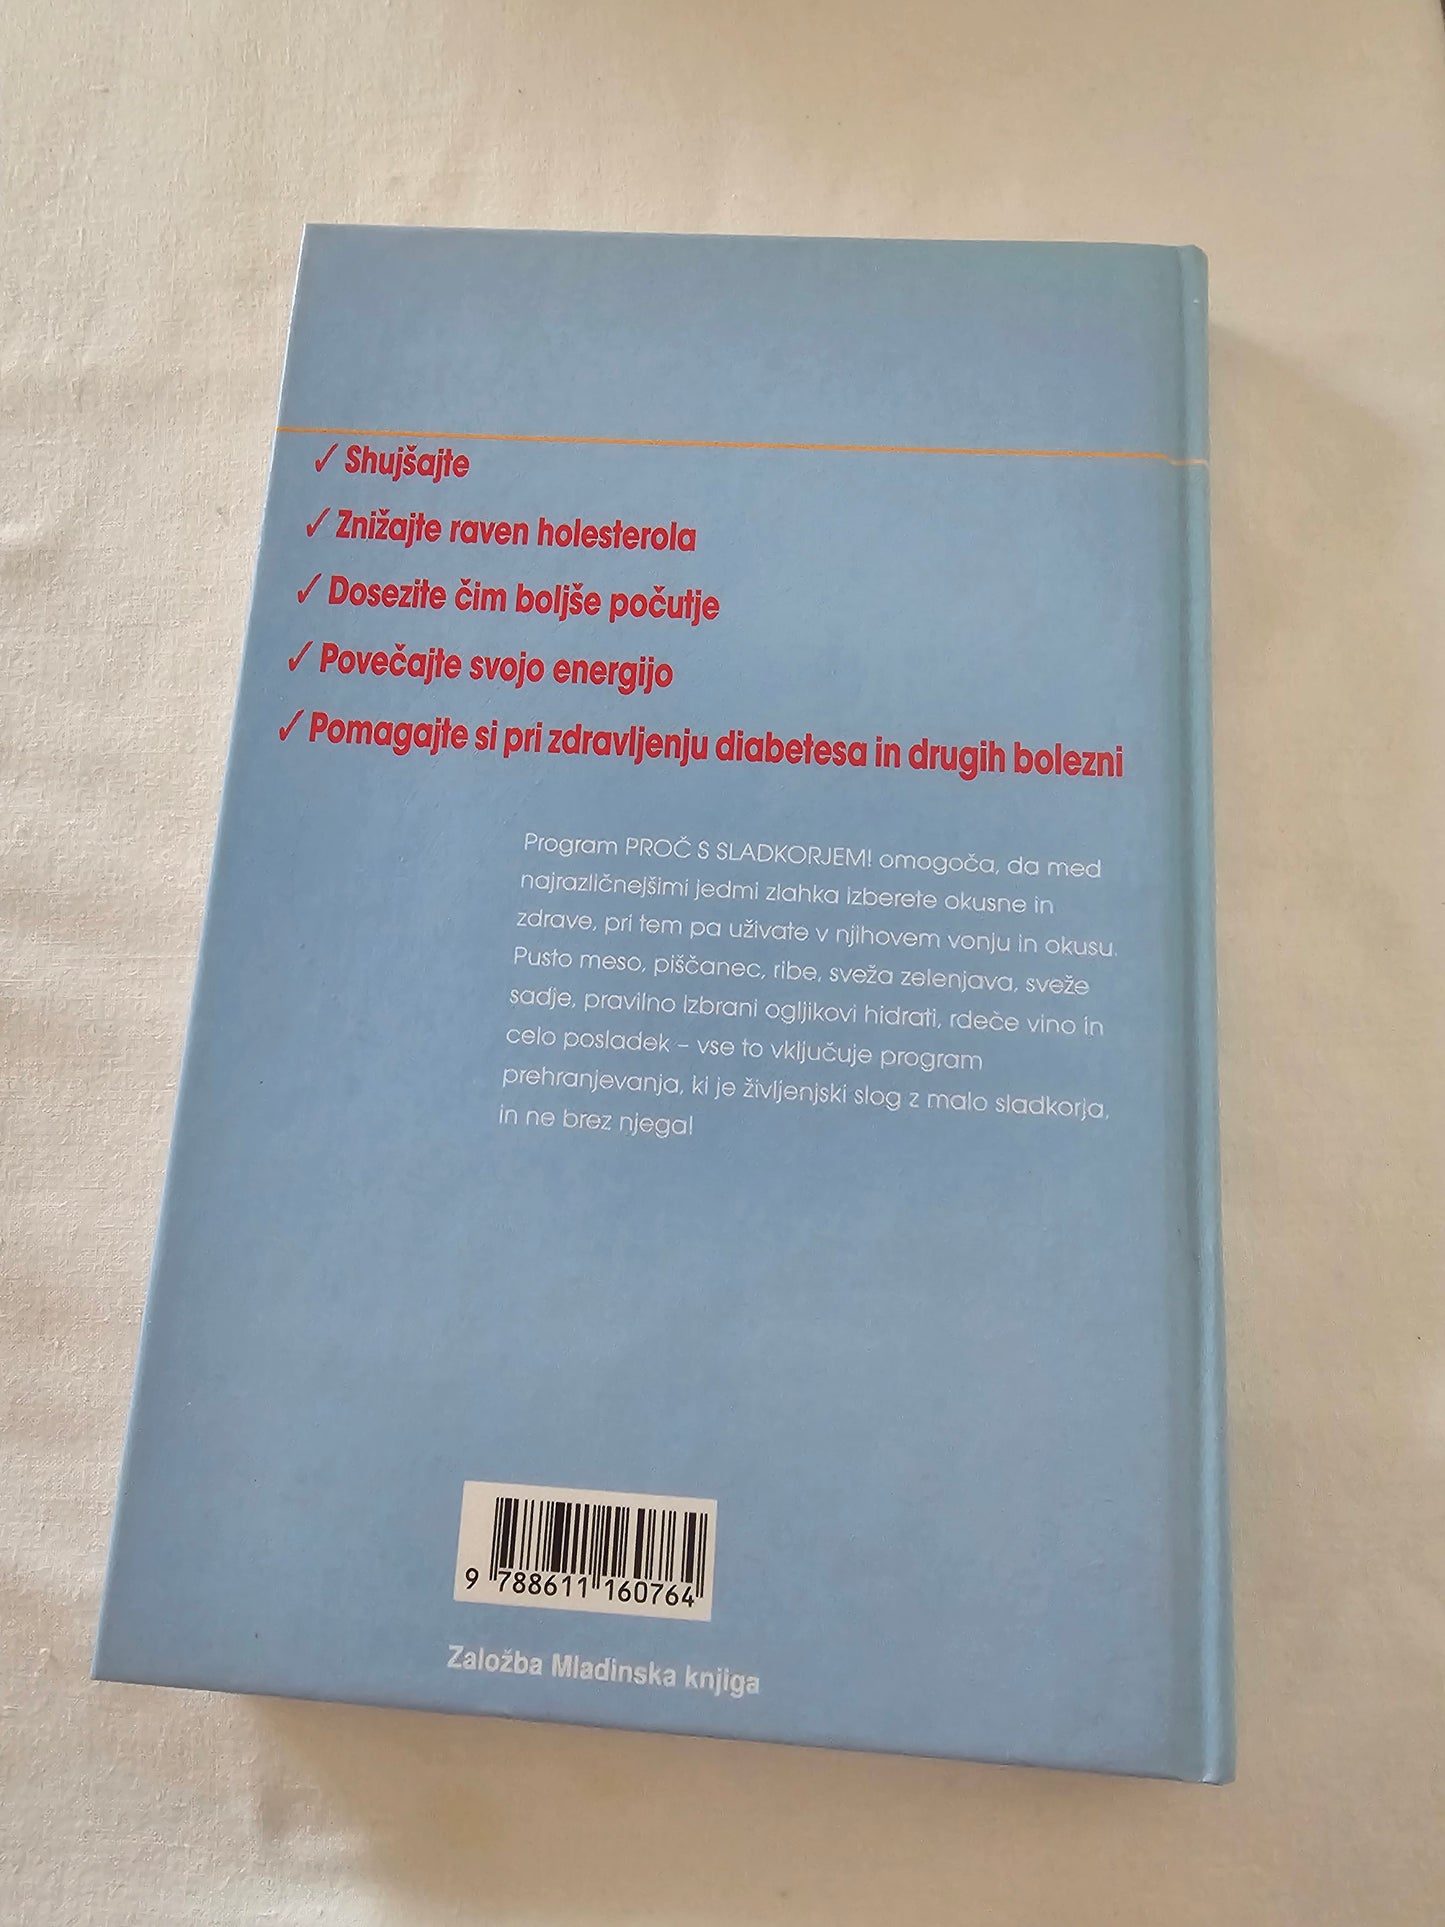 ✓ Shujšajte
✓ Znižajte raven holesterola
✓ Dosezite čim boljše počutje
✓ Povečajte svojo energijo
✓ Pomagajte si pri zdravljenju diabetesa in drugih bolezni
Program PROČ S SLADKORJEM! omogoča, da med
najrazličnejšimi jedmi zlahka izberete okusne in
zdrave, pri tem pa uživate v njihovem vonju in okusu.
Pusto meso, piščanec, ribe, sveža zelenjava, sveže
sadje, pravilno izbrani ogljikovi hidrati, rdeče vino in
celo posladek – vse to vključuje program
prehranjevanja, ki je življenjski slog z malo sladkorja,
in ne brez njega!
9 788611 160764
Založba Mladinska knjiga